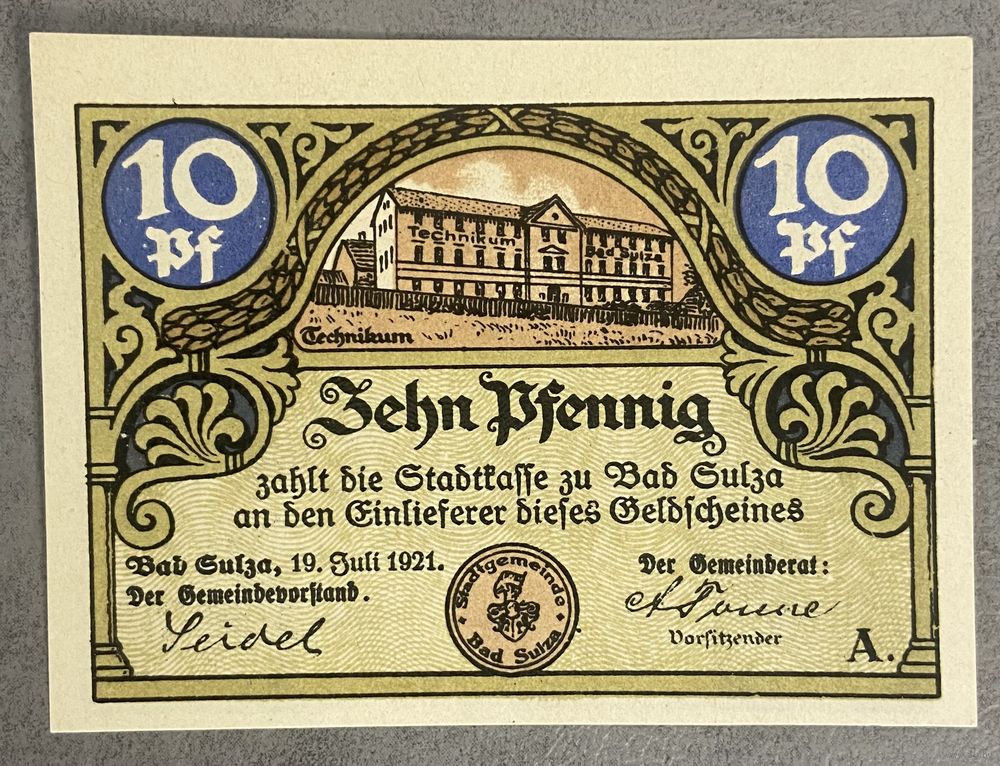 10 Pf
10 Pf
Technikum
Bad Sulza
Technikum
Zehn Pfennig
zahlt die Stadtkasse zu Bad Sulza
an den Einlieferer dieses Geldscheines
Bad Sulza, 19. Juli 1921.
Der Gemeindevorstand.
Seidel
Stadtgemeinde
Bad Sulza
Der Gemeinderat:
Vorsitzender
A.